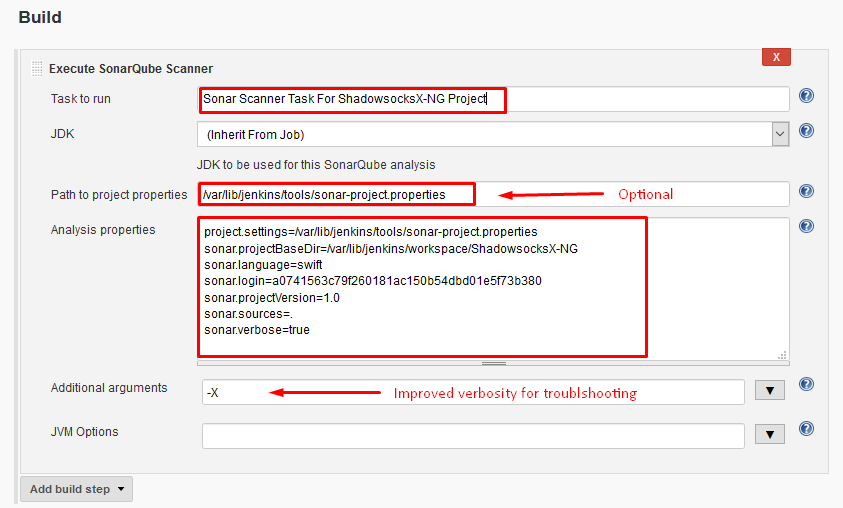 Build
Execute SonarQube Scanner
X
Task to run
Sonar Scanner Task For ShadowsocksX-NG Project
JDK
(Inherit From Job)
JDK to be used for this SonarQube analysis
Path to project properties
/var/lib/jenkins/tools/sonar-project.properties
Optional
Analysis properties
project.settings=/var/lib/jenkins/tools/sonar-project.properties
sonar.projectBaseDir=/var/lib/jenkins/workspace/ShadowsocksX-NG
sonar.language=swift
sonar.login=a0741563c79f260181ac150b54dbd01e5f73b380
sonar.projectVersion=1.0
sonar.sources=.
sonar.verbose=true
Additional arguments
-X
Improved verbosity for troublshooting
JVM Options
Add build step